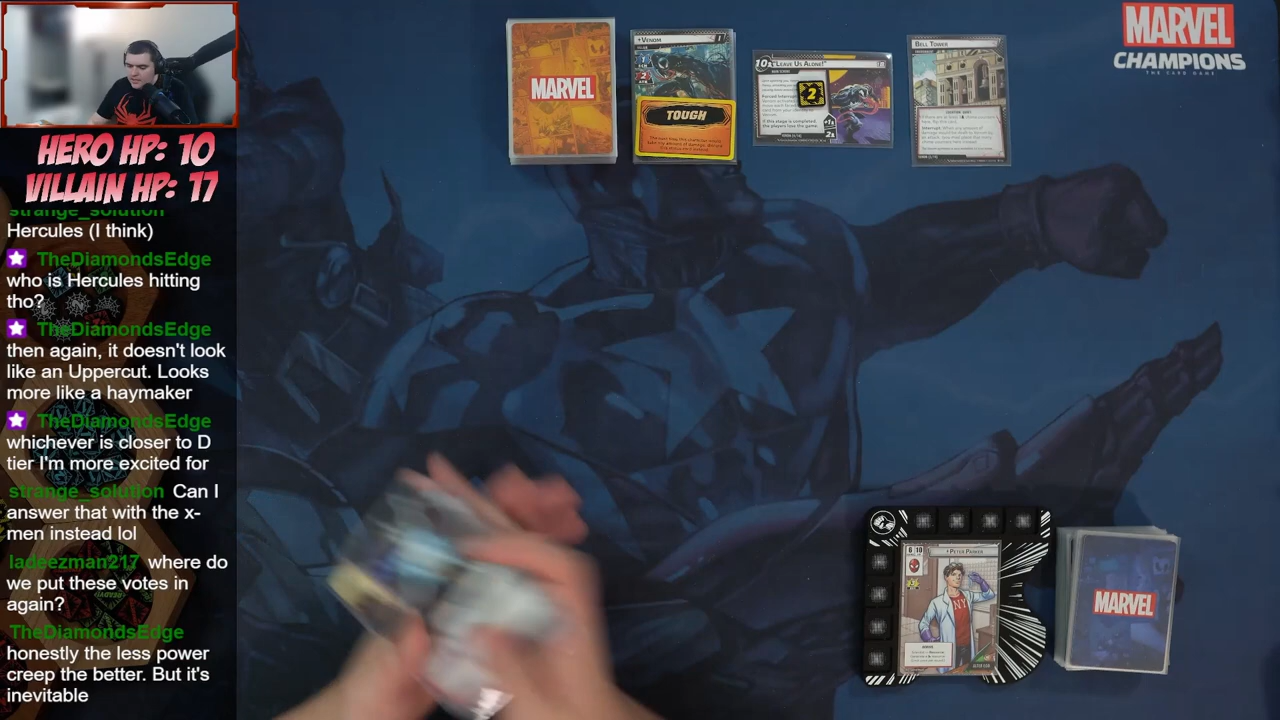 HERO HP: 10
VILLAIN HP: 17
strange_solution
Hercules (I think)
TheDiamondsEdge
who is Hercules hitting
tho?
TheDiamondsEdge
then again, it doesn't look
like an Uppercut. Looks
more like a haymaker
TheDiamondsEdge
whichever is closer to D
tier I'm more excited for
strange_solution Can I
answer that with the x-
men instead lol
ladeezman217 where do
we put these votes in
again?
TheDiamondsEdge
honestly the less power
creep the better. But it's
inevitable
MARVEL
VENOM
TOUGH
10
"LEAVE US ALONE!"
2
BELL TOWER
MARVEL
CHAMPIONS
THE CARD GAME
PETER PARKER
NY
MARVEL